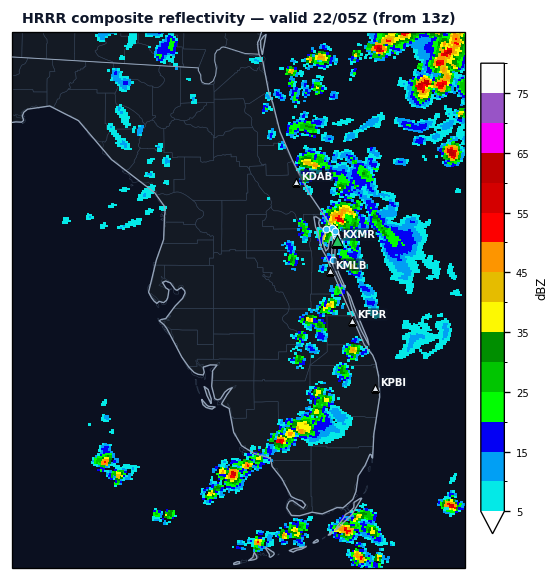 HRRR composite reflectivity — valid 22/05Z (from 13z)
KDAB
KXMR
KMLB
KFPR
KPBI
75
65
55
45
35
25
15
5
dBZ